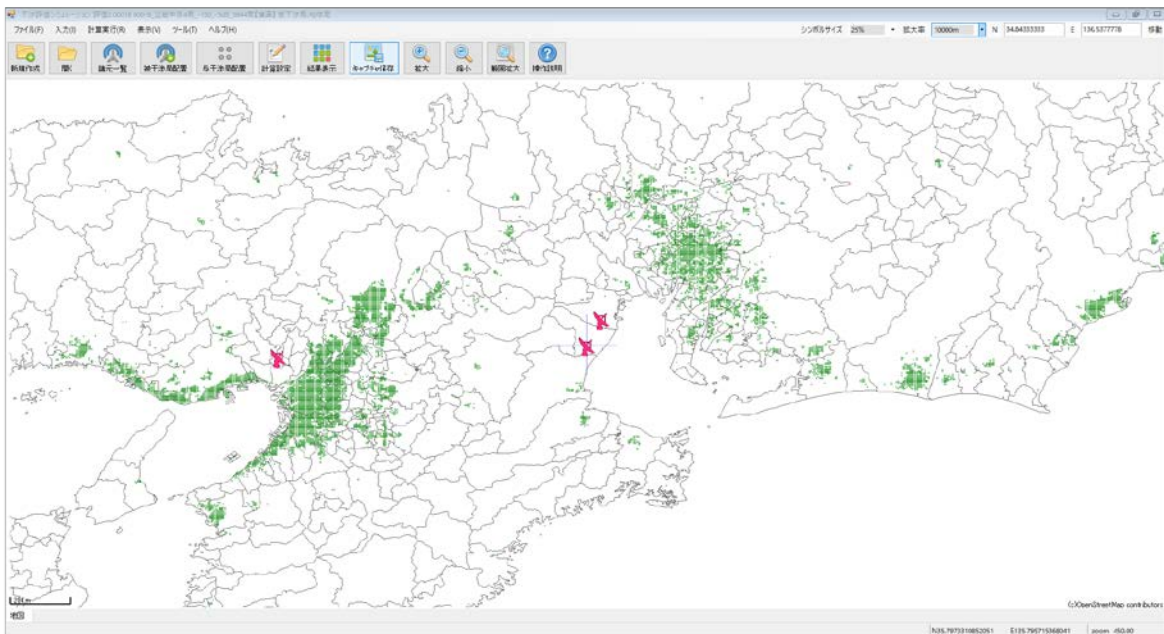 ファイル(F) 入力(I) 計算実行(R) 表示(V) ツール(T) ヘルプ(H) シンボルサイズ 25% 拡大率 10000m N 34.84333333 E 136.5377778 移動
新規作成 開く 諸元一覧 被干渉局配置 与干渉局配置 計算設定 結果表示 キャプチャ保存 拡大 縮小 範囲拡大 操作説明
(c)OpenStreetMap contributors
地図
N35.7973310852051 E135.795715368041 zoom 450.00